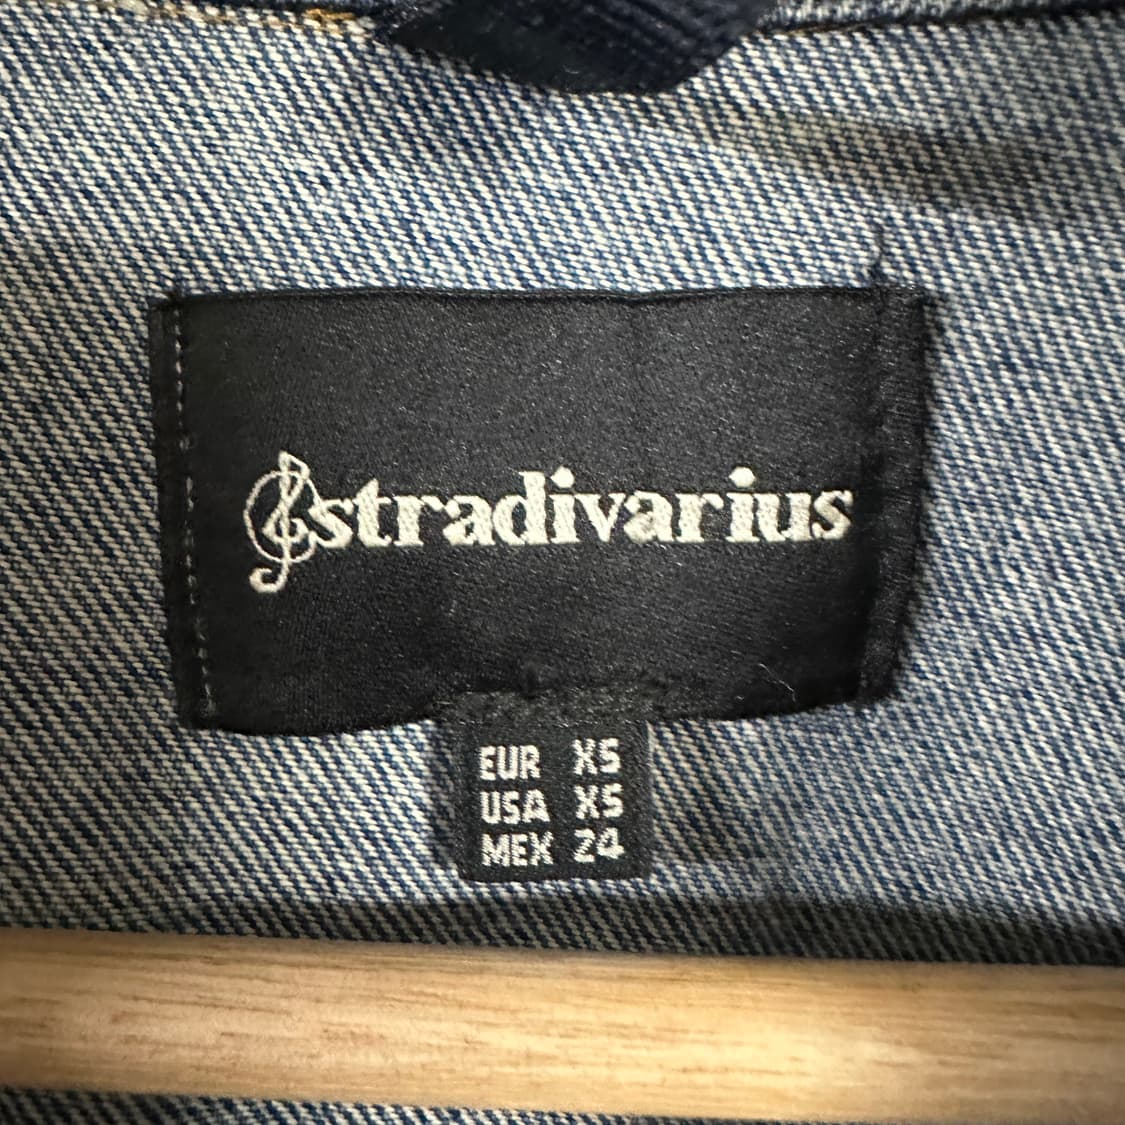 stradivarius
EUR XS
USA XS
MEX 24